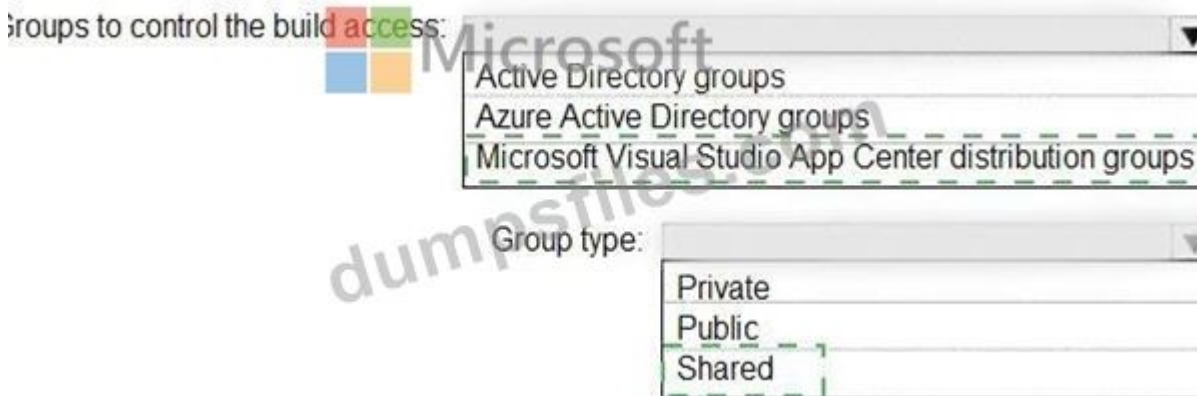 Groups to control the build access:
Microsoft
Active Directory groups
Azure Active Directory groups
Microsoft Visual Studio App Center distribution groups
dumpsfiles.com
Group type:
Private
Public
Shared